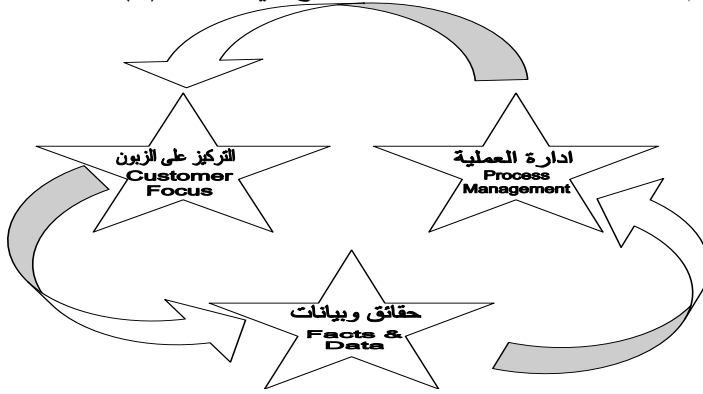 التركيز على الزبون
Customer
Focus
ادارة العملية
Process
Management
حقائق وبيانات
Facts &
Data